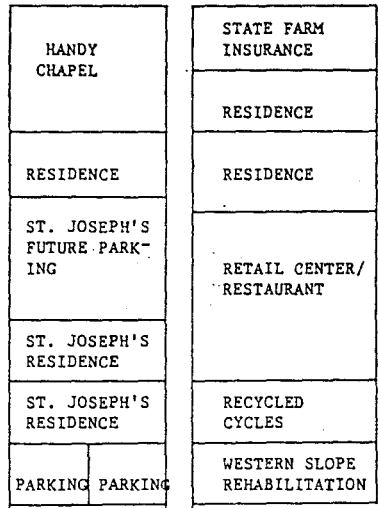 HANDY
CHAPEL
RESIDENCE
ST. JOSEPH'S
FUTURE PARK-
ING
ST. JOSEPH'S
RESIDENCE
ST. JOSEPH'S
RESIDENCE
PARKING PARKING
STATE FARM
INSURANCE
RESIDENCE
RESIDENCE
RETAIL CENTER/
RESTAURANT
RECYCLED
CYCLES
WESTERN SLOPE
REHABILITATION